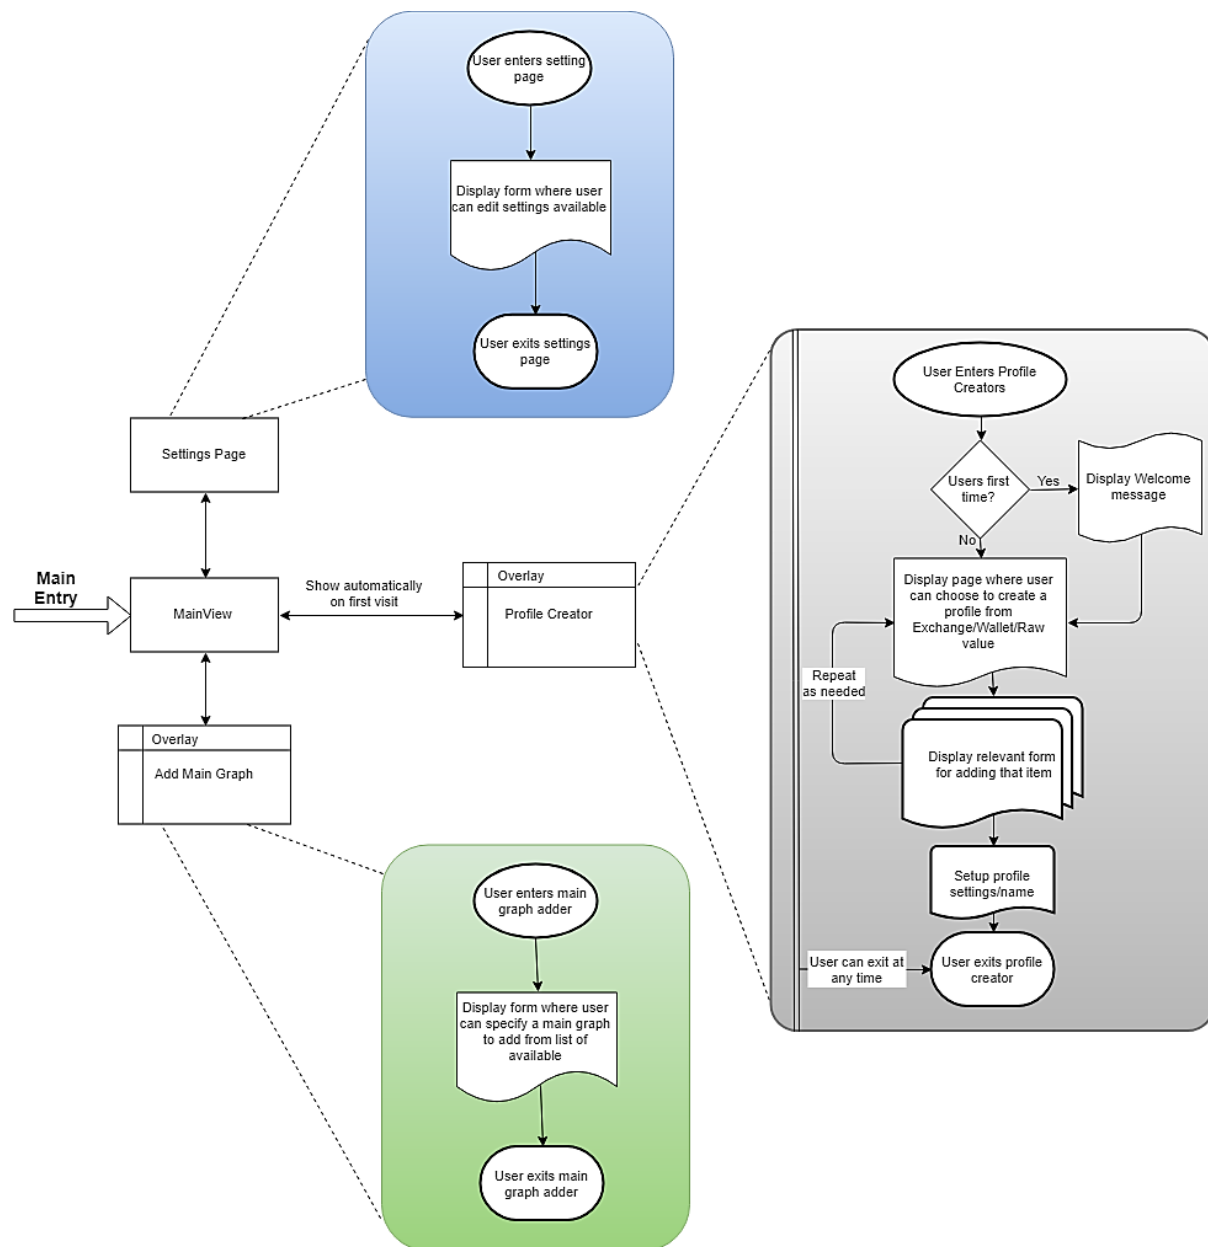 User enters setting
page
Display form where user
can edit settings available
User exits settings
page
Settings Page
Main
Entry
MainView
Show automatically
on first visit
Overlay
Profile Creator
Overlay
Add Main Graph
User enters main
graph adder
Display form where user
can specify a main graph
to add from list of
available
User exits main
graph adder
User Enters Profile
Creators
Users first
time?
Yes
Display Welcome
message
No
Display page where user
can choose to create a
profile from
Exchange/Wallet/Raw
value
Repeat
as needed
Display relevant form
for adding that item
Setup profile
settings/name
User can exit at
any time
User exits profile
creator